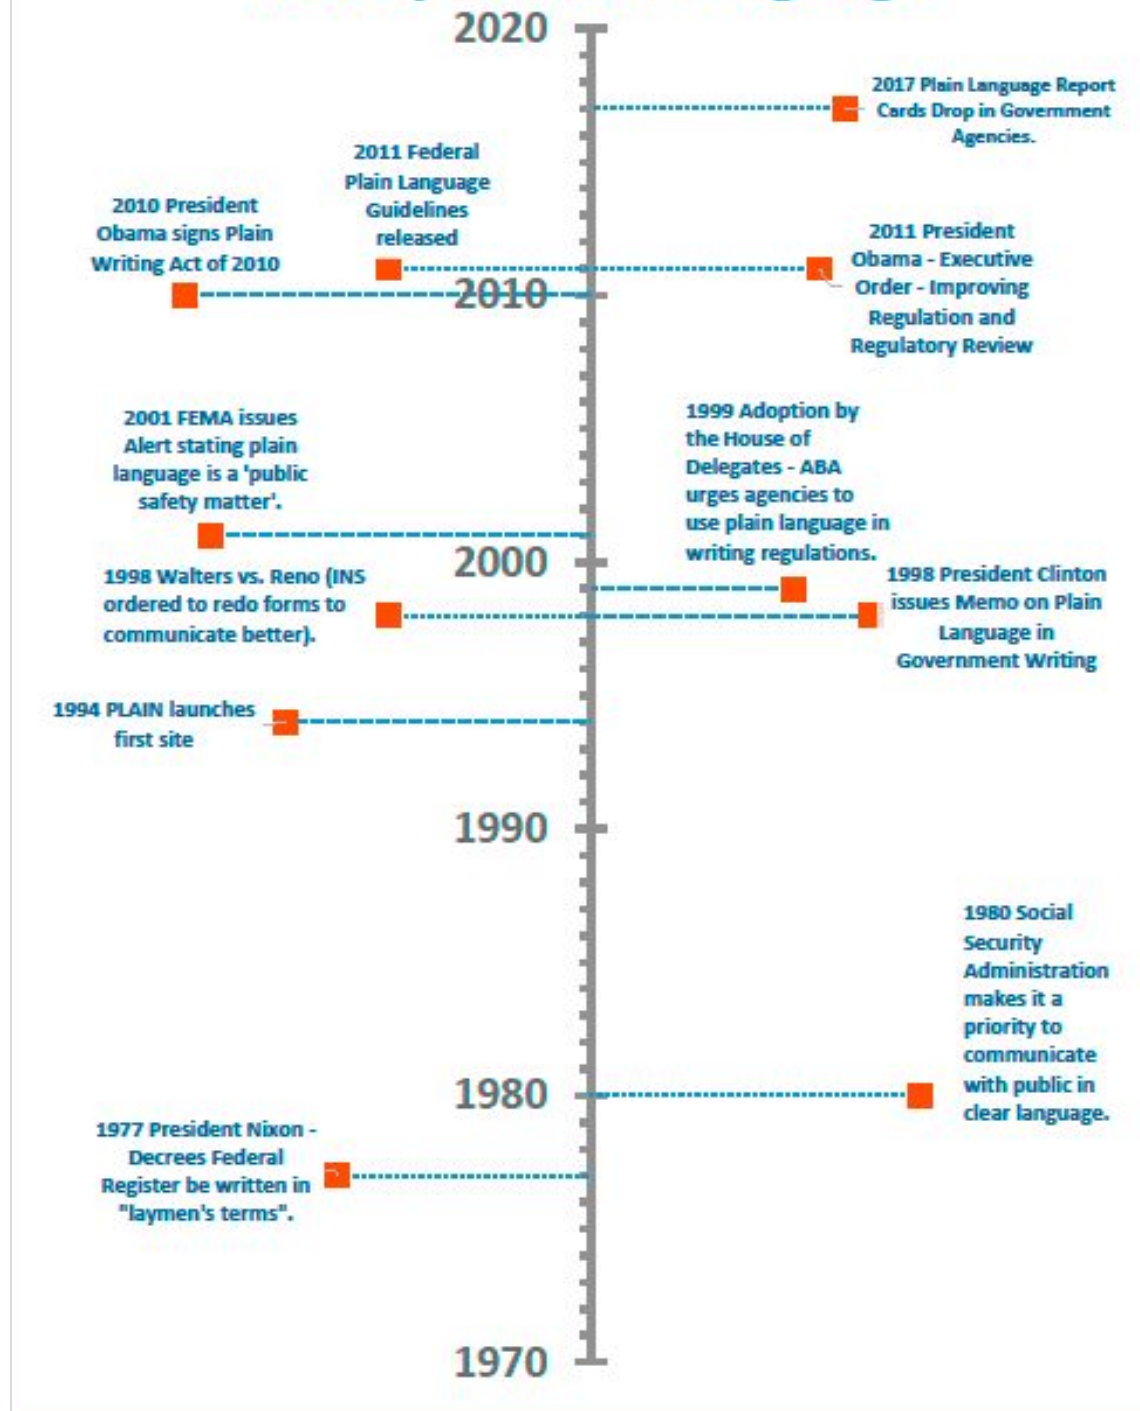 2020
2017 Plain Language Report
Cards Drop in Government
Agencies.
2011 Federal
Plain Language
Guidelines
released
2010 President
Obama signs Plain
Writing Act of 2010
2011 President
Obama - Executive
Order - Improving
Regulation and
Regulatory Review
2010
2001 FEMA issues
Alert stating plain
language is a 'public
safety matter'.
1999 Adoption by
the House of
Delegates - ABA
urges agencies to
use plain language in
writing regulations.
2000
1998 Walters vs. Reno (INS
ordered to redo forms to
communicate better).
1998 President Clinton
issues Memo on Plain
Language in
Government Writing
1994 PLAIN launches
first site
1990
1980 Social
Security
Administration
makes it a
priority to
communicate
with public in
clear language.
1980
1977 President Nixon -
Decrees Federal
Register be written in
"laymen's terms".
1970